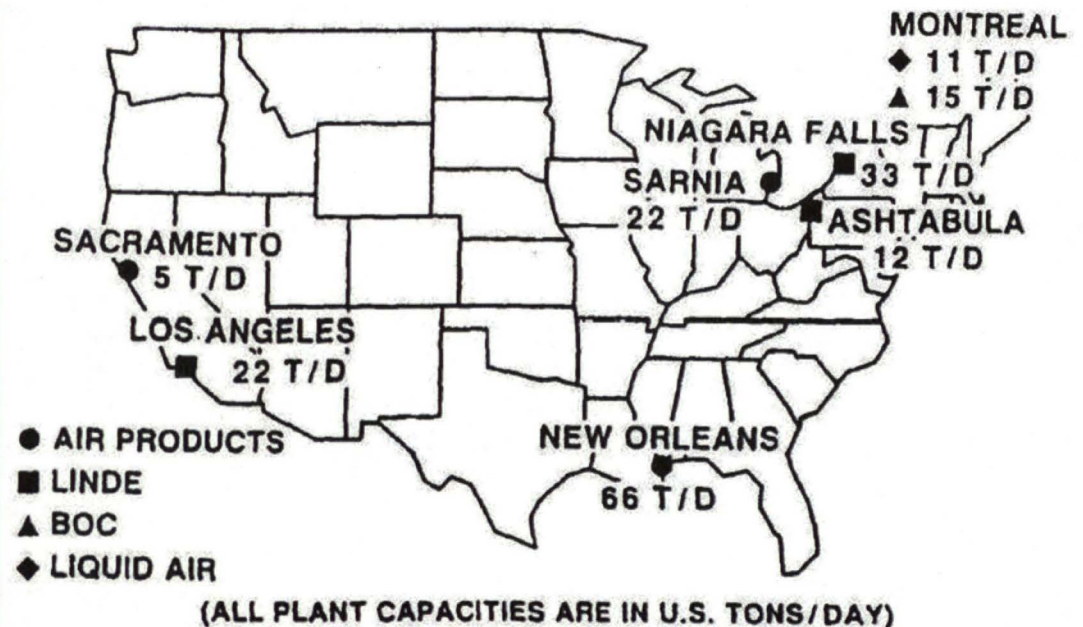 MONTREAL
◆ 11 T/D
▲ 15 T/D
NIAGARA FALLS
33 T/D
SARNIA
22 T/D
ASHTABULA
12 T/D
SACRAMENTO
5 T/D
LOS ANGELES
22 T/D
NEW ORLEANS
66 T/D
● AIR PRODUCTS
■ LINDE
▲ BOC
◆ LIQUID AIR
(ALL PLANT CAPACITIES ARE IN U.S. TONS/DAY)